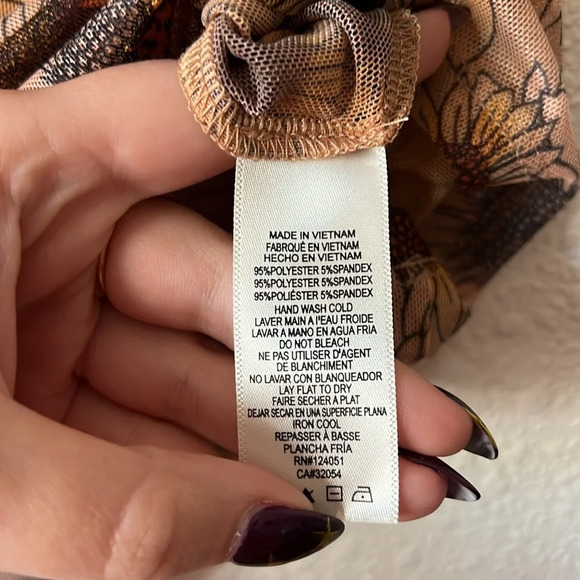 MADE IN VIETNAM
FABRIQUÉ EN VIETNAM
HECHO EN VIETNAM
95%POLYESTER 5%SPANDEX
95%POLYESTER 5%SPANDEX
95%POLIÉSTER 5%SPANDEX
HAND WASH COLD
LAVER MAIN A l'EAU FROIDE
LAVAR A MANO EN AGUA FRIA
DO NOT BLEACH
NE PAS UTILISER D'AGENT
DE BLANCHIMENT
NO LAVAR CON BLANQUEADOR
LAY FLAT TO DRY
FAIRE SECHER A PLAT
DEJAR SECAR EN UNA SUPERFICIE PLANA
IRON COOL
REPASSER À BASSE
PLANCHA FRÍA
RN#124051
CA#32054